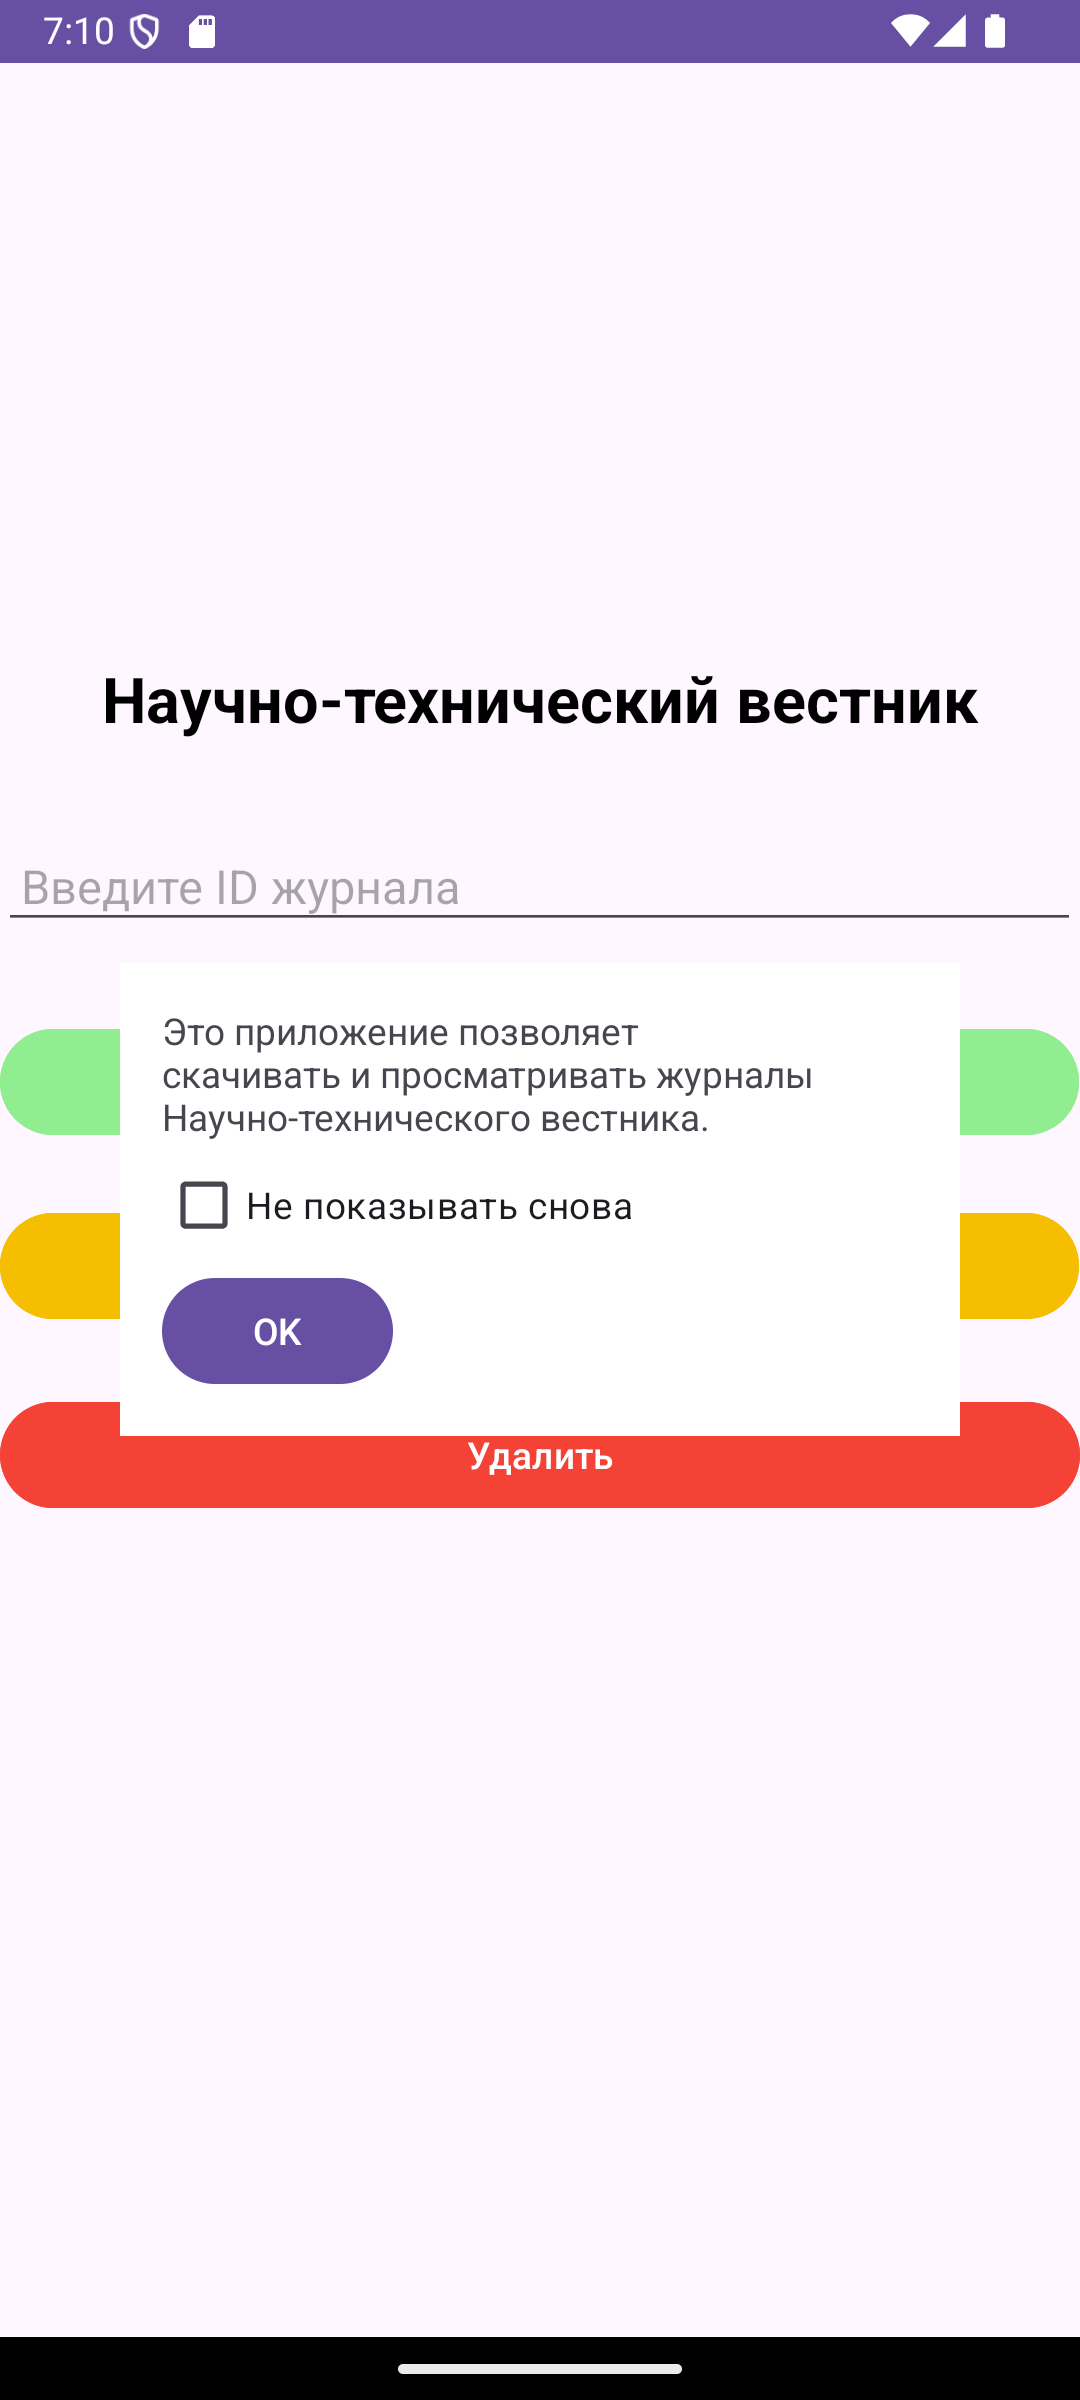 7:10
Научно-технический вестник
Введите ID журнала
Это приложение позволяет
скачивать и просматривать журналы
Научно-технического вестника.
Не показывать снова
OK
Удалить